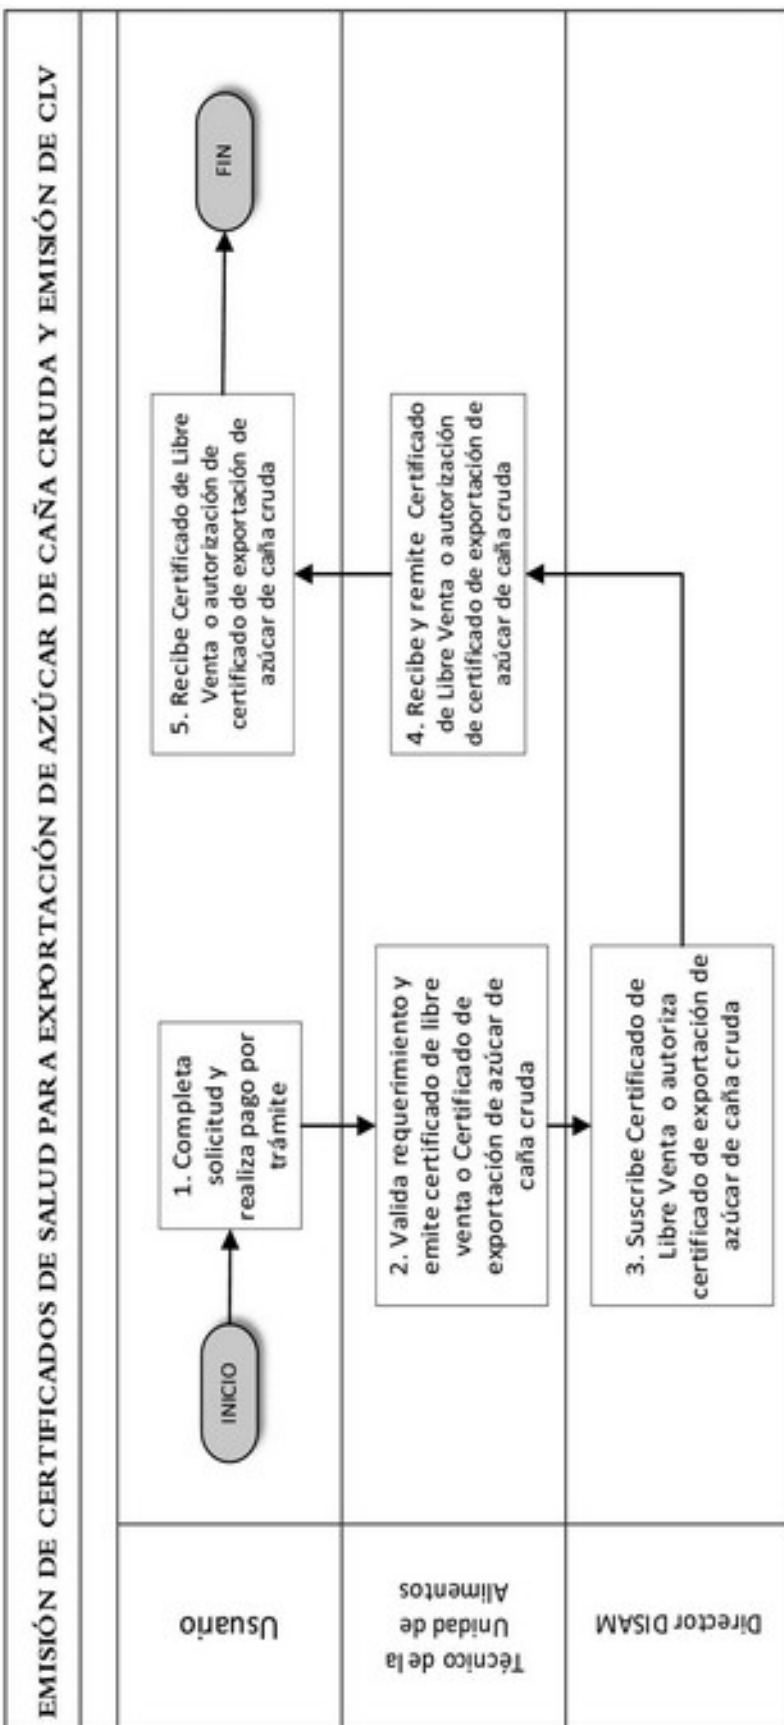 EMISIÓN DE CERTIFICADOS DE SALUD PARA EXPORTACIÓN DE AZÚCAR DE CAÑA CRUDA Y EMISIÓN DE CLV
Usuario
INICIO
1. Completa
solicitud y
realiza pago por
trámite
5. Recibe Certificado de Libre
Venta o autorización de
certificado de exportación de
azúcar de caña cruda
FIN
Técnico de la
Unidad de
Alimentos
2. Valida requerimiento y
emite certificado de libre
venta o Certificado de
exportación de azúcar de
caña cruda
4. Recibe y remite Certificado
de Libre Venta o autorización
de certificado de exportación de
azúcar de caña cruda
Director DISAM
3. Suscribe Certificado de
Libre Venta o autoriza
certificado de exportación de
azúcar de caña cruda